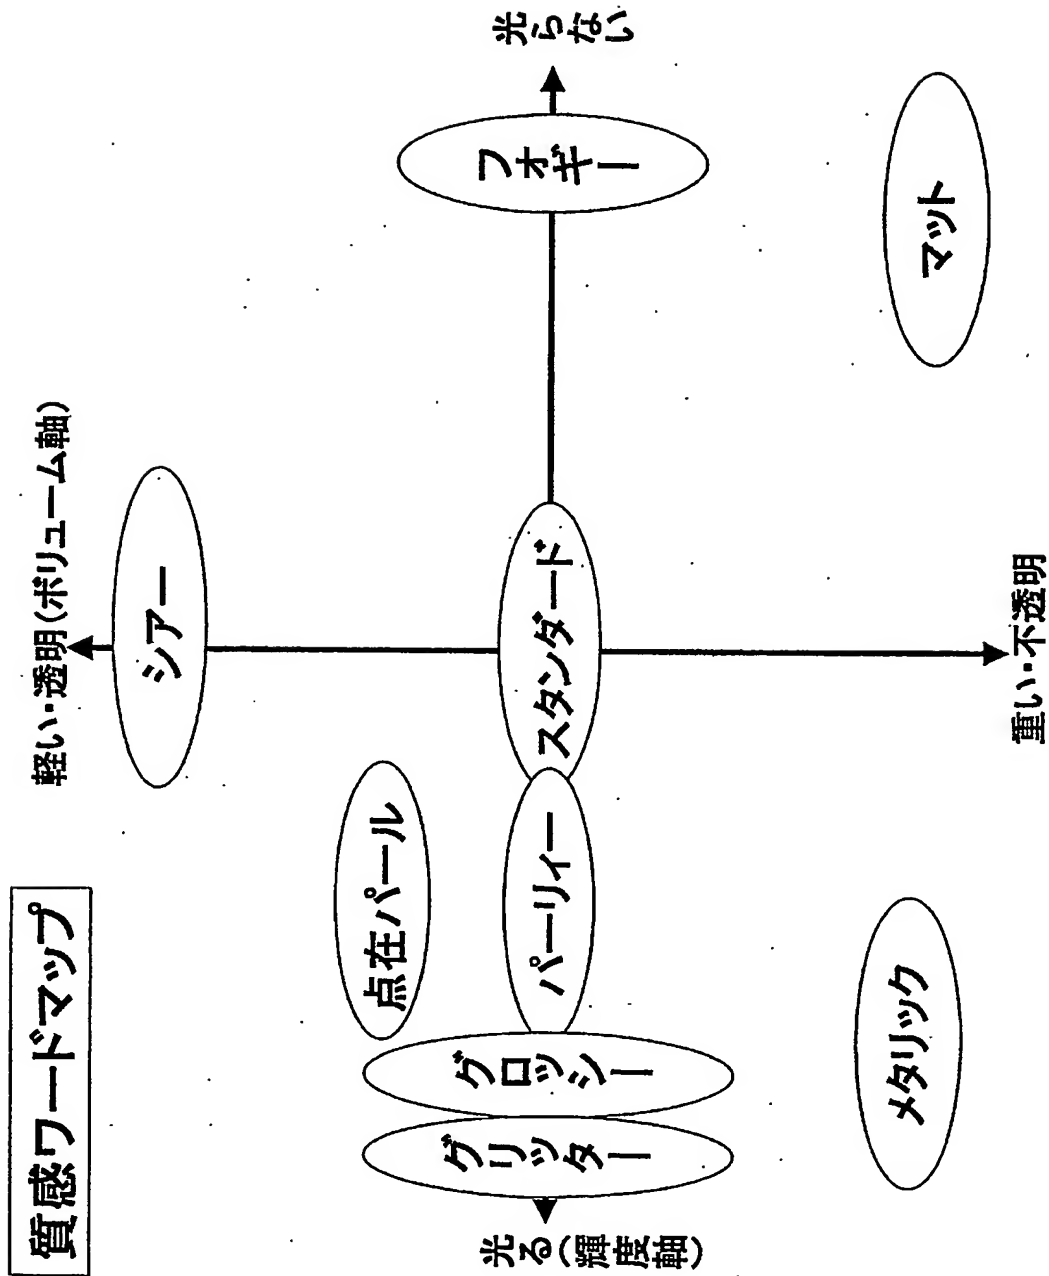 質感ワードマップ
軽い・透明(ボリューム軸)
シアー
点在パール
光る(輝度軸)
グリッター
グロッシー
パーリィー
スタンダード
フォギー
光らない
メタリック
マット
重い・不透明